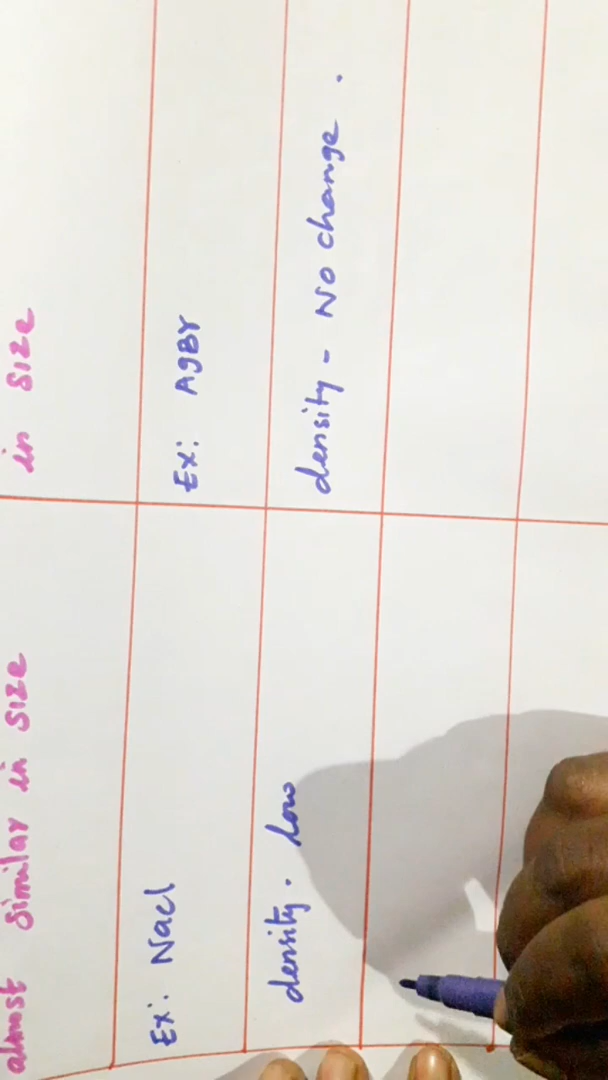 almost similar in size
in size
Ex: Nacl
Ex: AgBr
density. low
density - No change.